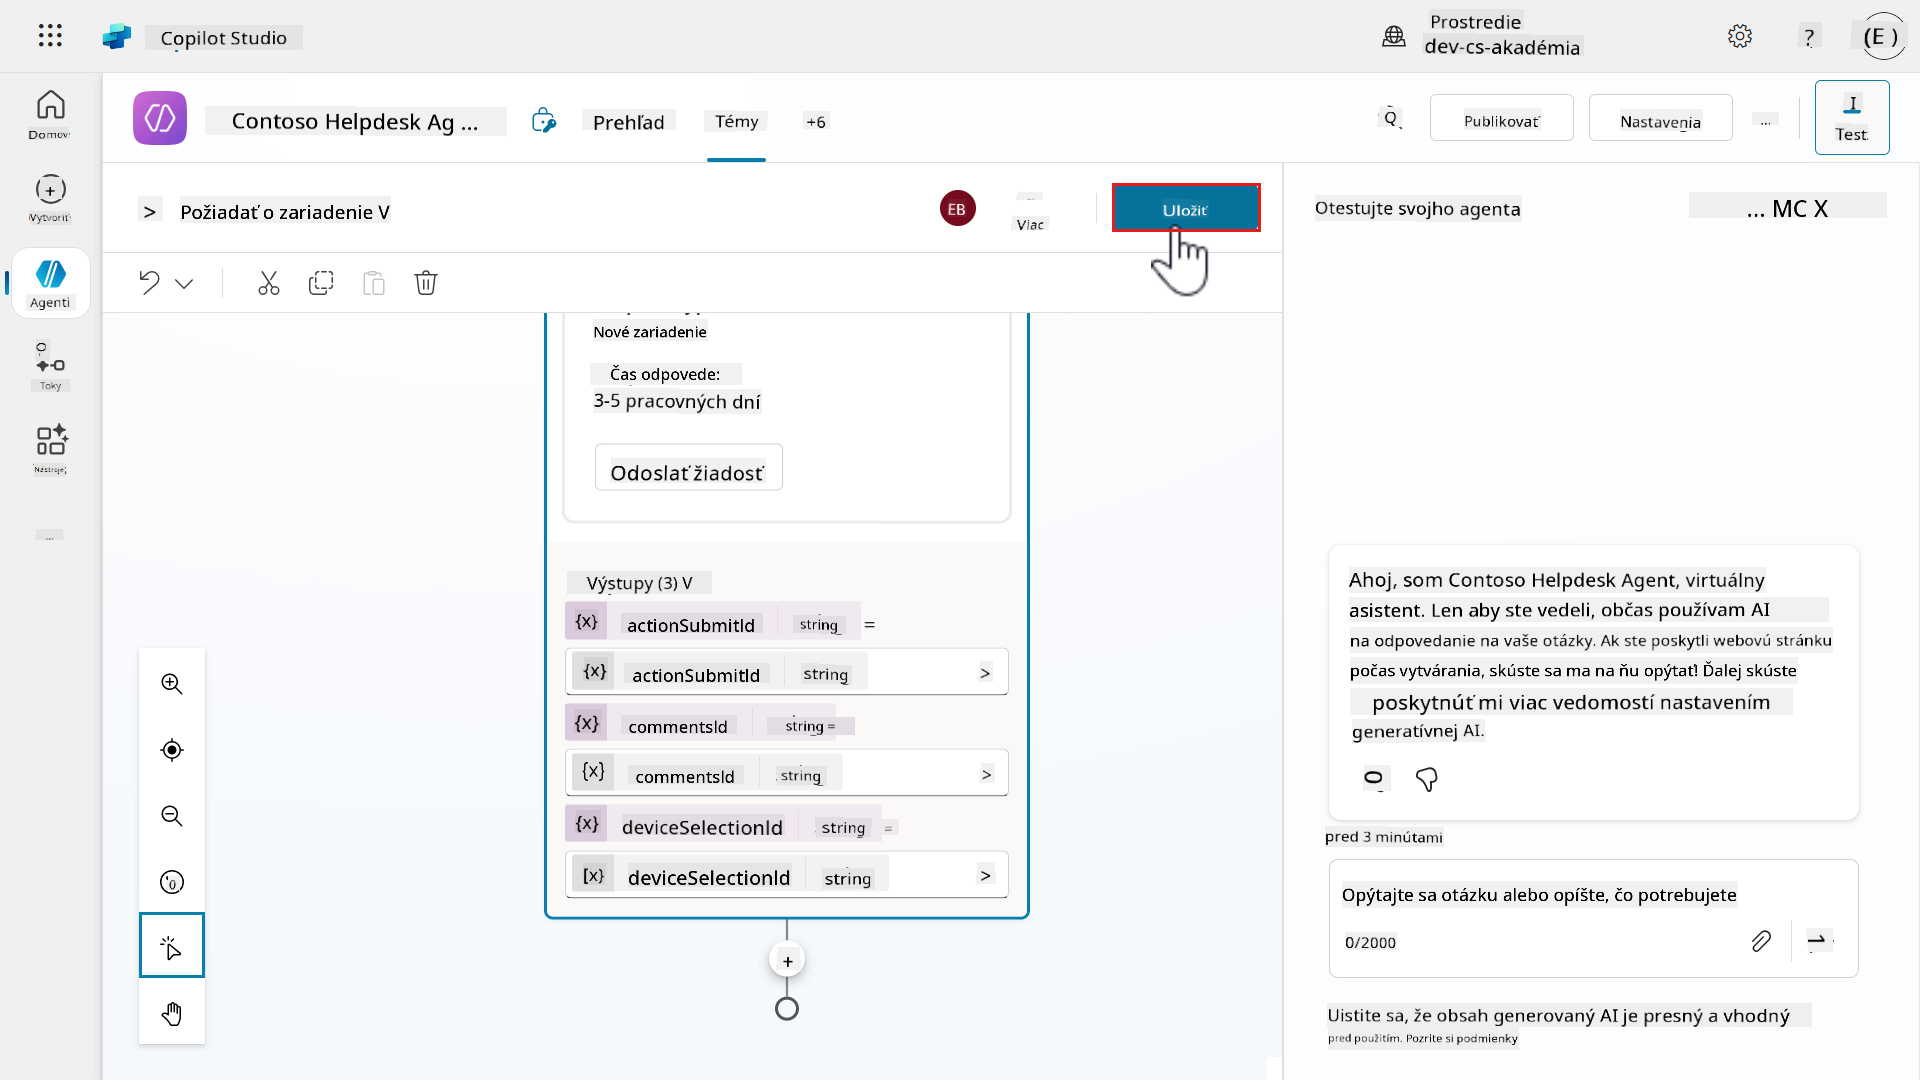 Copilot Studio
Prostredie
dev-cs-akadémia
?
(E )
Domov
Vytvoriť
Agenti
Toky
Nástroje
Contoso Helpdesk Ag ...
Prehľad
Témy
+6
Publikovať
Nastavenia
...
Test
> Požiadať o zariadenie V
EB
Viac
Uložiť
Nové zariadenie
Čas odpovede:
3-5 pracovných dní
Odoslať žiadosť
Výstupy (3) V
{x} actionSubmitId string =
{x} actionSubmitId string >
{x} commentsId string =
{x} commentsId string >
{x} deviceSelectionId string =
[x} deviceSelectionId string >
+
Otestujte svojho agenta
... MC X
Ahoj, som Contoso Helpdesk Agent, virtuálny
asistent. Len aby ste vedeli, občas používam AI
na odpovedanie na vaše otázky. Ak ste poskytli webovú stránku
počas vytvárania, skúste sa ma na ňu opýtať! Ďalej skúste
poskytnúť mi viac vedomostí nastavením
generatívnej AI.
pred 3 minútami
Opýtajte sa otázku alebo opíšte, čo potrebujete
0/2000
Uistite sa, že obsah generovaný AI je presný a vhodný
pred použitím. Pozrite si podmienky